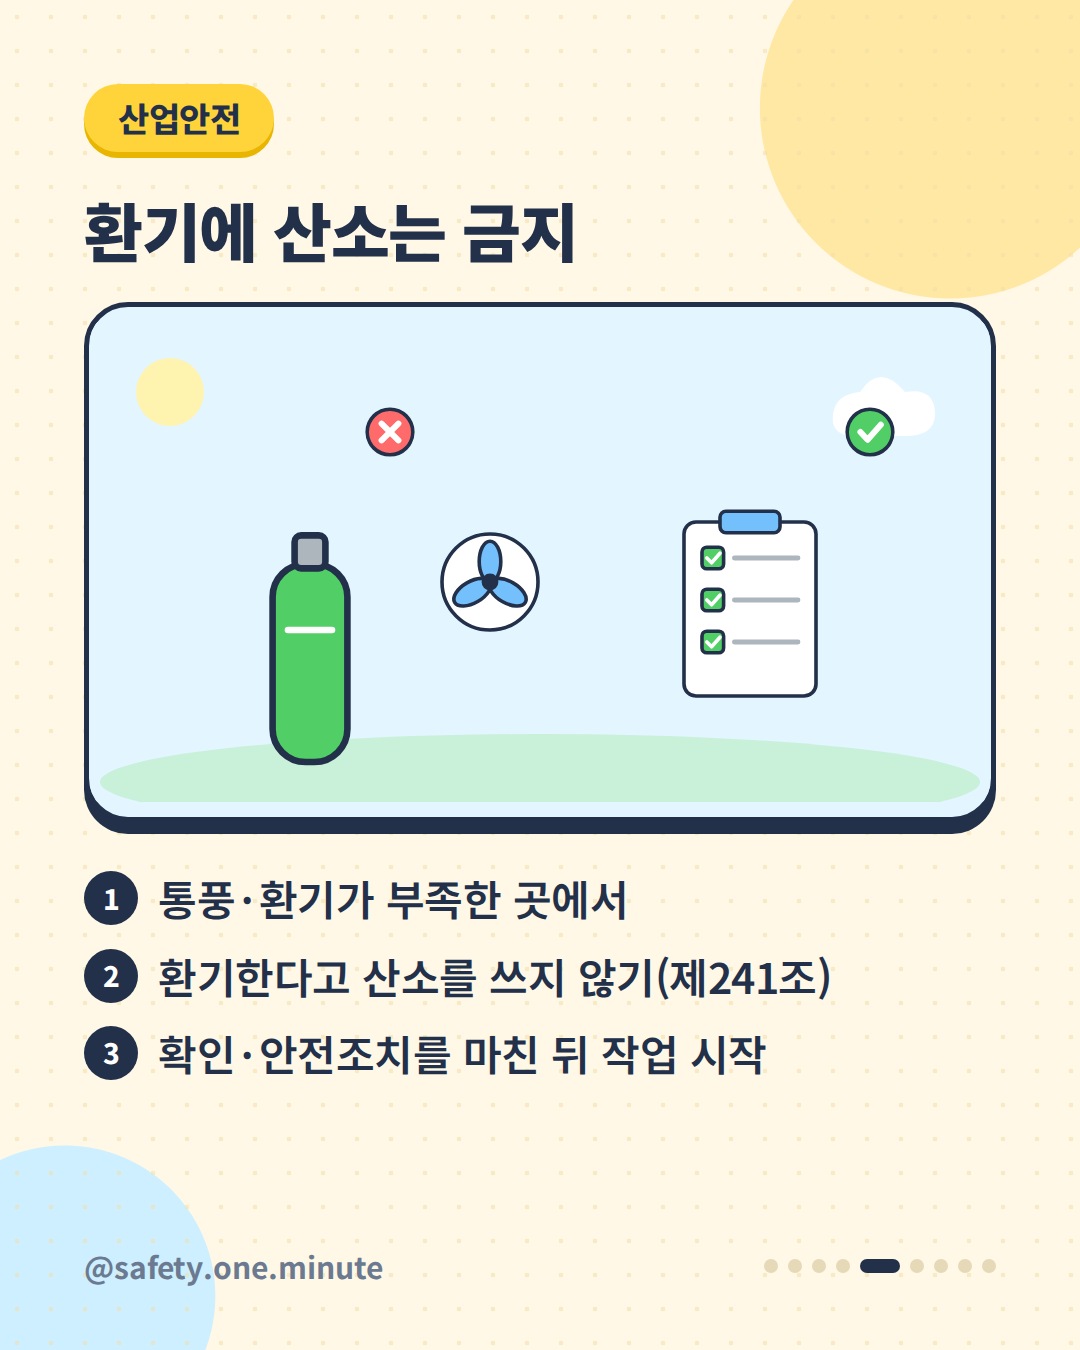 산업안전
환기에 산소는 금지
1 통풍·환기가 부족한 곳에서
2 환기한다고 산소를 쓰지 않기(제241조)
3 확인·안전조치를 마친 뒤 작업 시작
@safety.one.minute